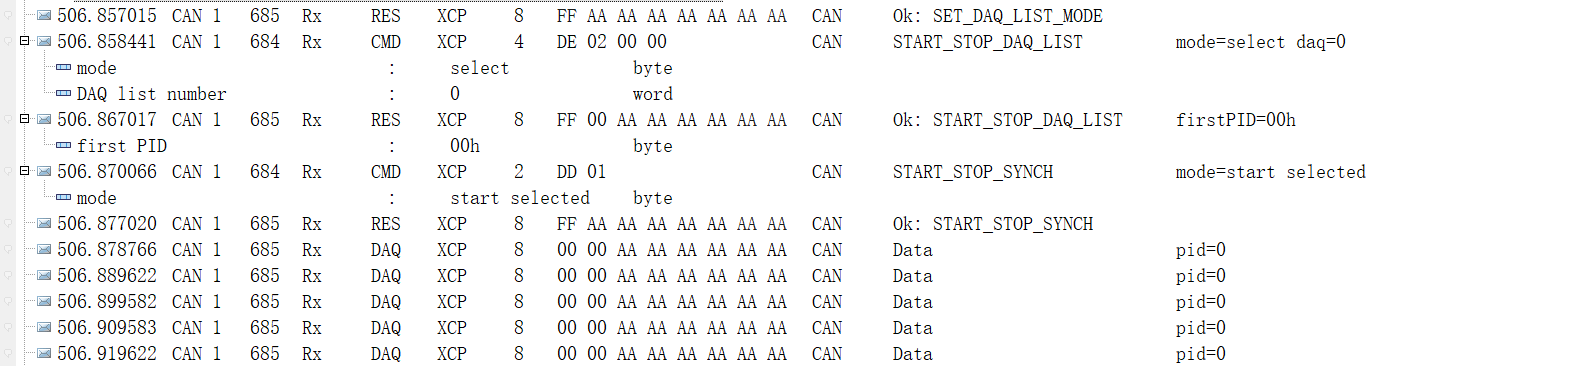 506.857015 CAN 1 685 Rx RES XCP 8 FF AA AA AA AA AA AA AA CAN Ok: SET_DAQ_LIST_MODE
506.858441 CAN 1 684 Rx CMD XCP 4 DE 02 00 00 CAN START_STOP_DAQ_LIST mode=select daq=0
mode : select byte
DAQ list number : 0 word
506.867017 CAN 1 685 Rx RES XCP 8 FF 00 AA AA AA AA AA AA CAN Ok: START_STOP_DAQ_LIST firstPID=00h
first PID : 00h byte
506.870066 CAN 1 684 Rx CMD XCP 2 DD 01 CAN START_STOP_SYNCH mode=start selected
mode : start selected byte
506.877020 CAN 1 685 Rx RES XCP 8 FF AA AA AA AA AA AA AA CAN Ok: START_STOP_SYNCH
506.878766 CAN 1 685 Rx DAQ XCP 8 00 00 AA AA AA AA AA AA CAN Data pid=0
506.889622 CAN 1 685 Rx DAQ XCP 8 00 00 AA AA AA AA AA AA CAN Data pid=0
506.899582 CAN 1 685 Rx DAQ XCP 8 00 00 AA AA AA AA AA AA CAN Data pid=0
506.909583 CAN 1 685 Rx DAQ XCP 8 00 00 AA AA AA AA AA AA CAN Data pid=0
506.919622 CAN 1 685 Rx DAQ XCP 8 00 00 AA AA AA AA AA AA CAN Data pid=0